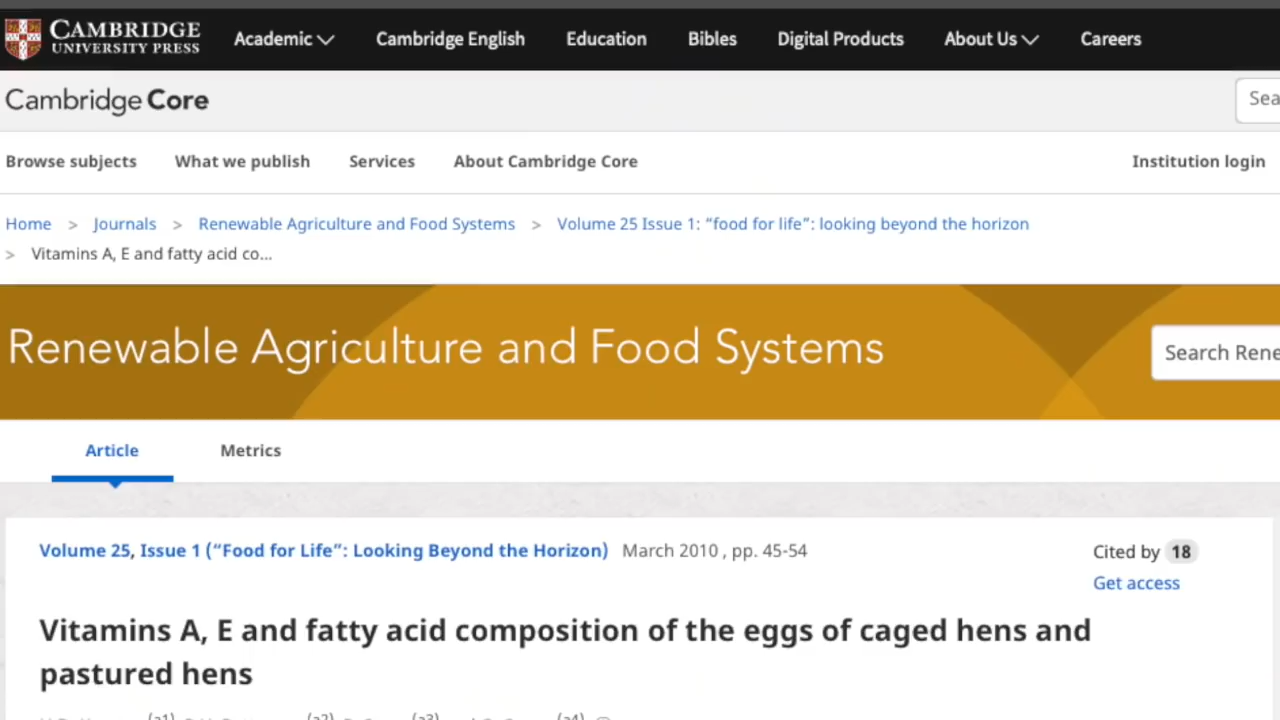 CAMBRIDGE
UNIVERSITY PRESS
Academic
Cambridge English
Education
Bibles
Digital Products
About Us
Careers
Cambridge Core
Sea
Browse subjects
What we publish
Services
About Cambridge Core
Institution login
Home > Journals > Renewable Agriculture and Food Systems > Volume 25 Issue 1: “food for life”: looking beyond the horizon
> Vitamins A, E and fatty acid co...
Renewable Agriculture and Food Systems
Search Rene
Article
Metrics
Volume 25, Issue 1 (“Food for Life”: Looking Beyond the Horizon) March 2010 , pp. 45-54
Cited by 18
Get access
Vitamins A, E and fatty acid composition of the eggs of caged hens and
pastured hens